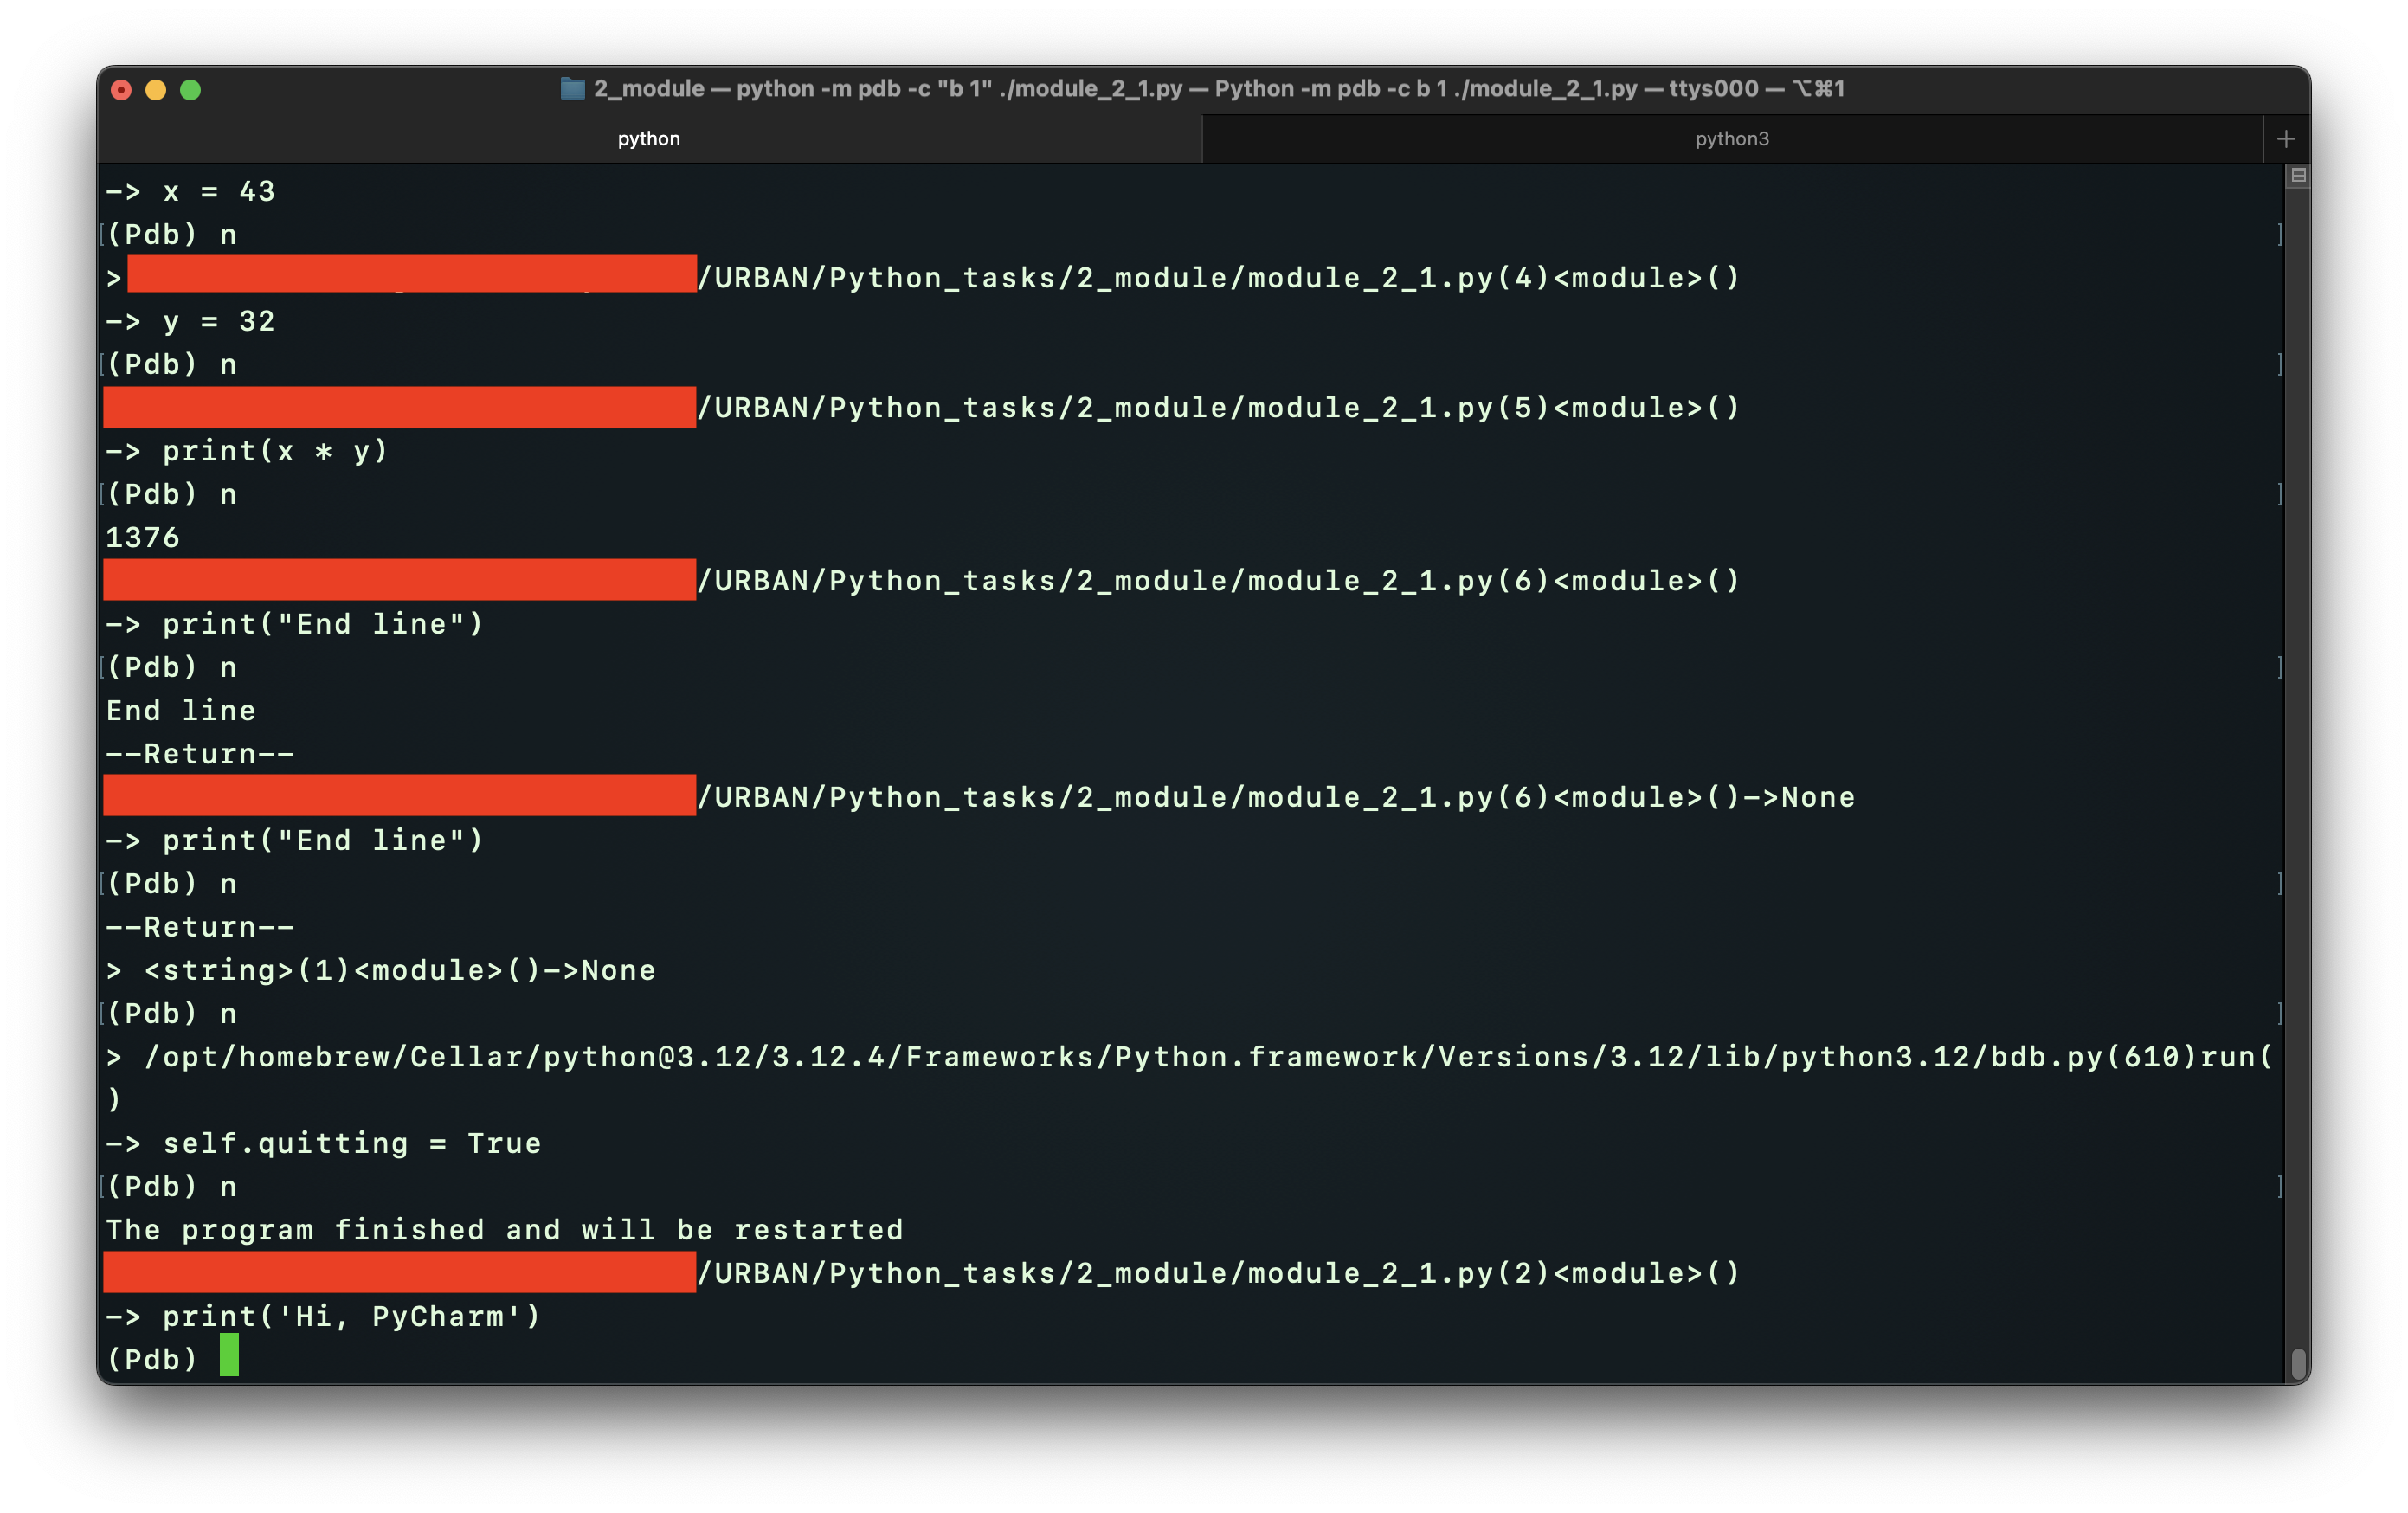 2_module — python -m pdb -c "b 1" ./module_2_1.py — Python -m pdb -c b 1 ./module_2_1.py — ttys000 — ⌥⌘1
python
python3
-> x = 43
(Pdb) n
> /URBAN/Python_tasks/2_module/module_2_1.py(4)<module>()
-> y = 32
(Pdb) n
/URBAN/Python_tasks/2_module/module_2_1.py(5)<module>()
-> print(x * y)
(Pdb) n
1376
/URBAN/Python_tasks/2_module/module_2_1.py(6)<module>()
-> print("End line")
(Pdb) n
End line
--Return--
/URBAN/Python_tasks/2_module/module_2_1.py(6)<module>()->None
-> print("End line")
(Pdb) n
--Return--
> <string>(1)<module>()->None
(Pdb) n
> /opt/homebrew/Cellar/python@3.12/3.12.4/Frameworks/Python.framework/Versions/3.12/lib/python3.12/bdb.py(610)run(
)
-> self.quitting = True
(Pdb) n
The program finished and will be restarted
/URBAN/Python_tasks/2_module/module_2_1.py(2)<module>()
-> print('Hi, PyCharm')
(Pdb)